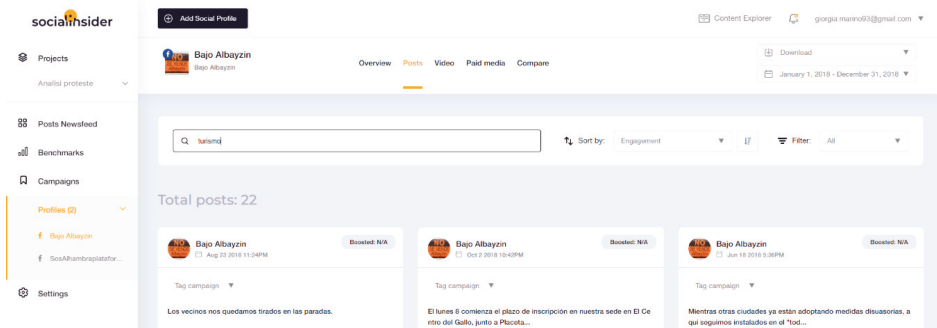 socialinsider
Add Social Profile
Content Explorer
giorgia marino93@gmail com
Projects
Analisi proteste
Bajo Albayzin
Bajo Albayzin
Overview Posts Video Paid media Compare
Download
January 1, 2018 - December 31, 2018
Posts Newsfeed
Benchmarks
Campaigns
Profiles (2)
Bajo Albayzin
SosAlhambraplatafor...
Settings
turismo
Sort by: Engagement
Filter: All
Total posts: 22
Bajo Albayzin
Aug 23 2018 11:34PM
Boosted: N/A
Tag campaign
Los vecinos nos quedamos tirados en las paradas.
Bajo Albayzin
Oct 2 2018 10:43PM
Boosted: N/A
Tag campaign
El lunes 8 comienza el plazo de inscripción en nuestra sede en El Ce
ntro del Gallo, junto a Placeta...
Bajo Albayzin
Jun 18 2018 5:36PM
Boosted: N/A
Tag campaign
Mientras otras ciudades ya están adoptando medidas disuasorias, a
qui seguimos instalados en el "tod...